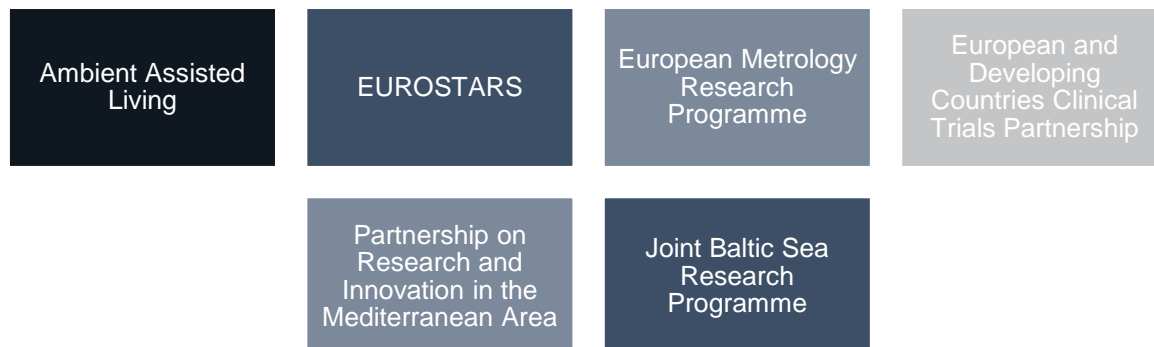 Ambient Assisted
Living
EUROSTARS
European Metrology
Research
Programme
European and
Developing
Countries Clinical
Trials Partnership
Partnership on
Research and
Innovation in the
Mediterranean Area
Joint Baltic Sea
Research
Programme